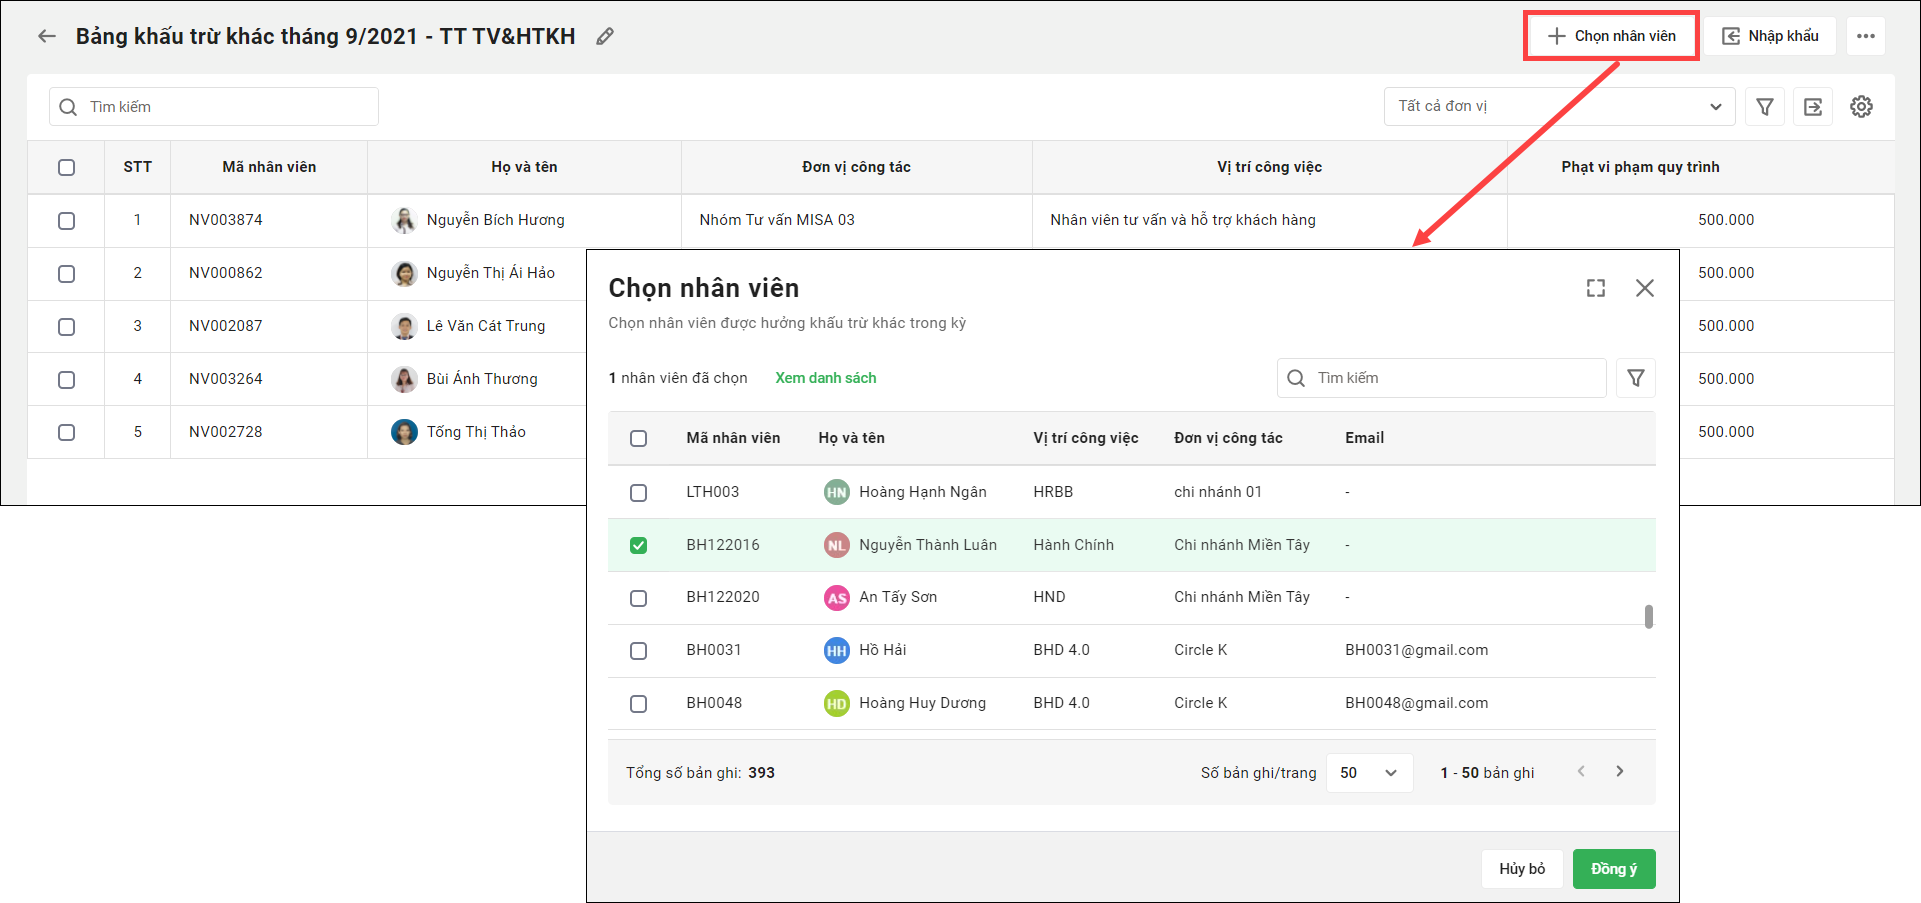 Bảng khấu trừ khác tháng 9/2021 - TT TV&HTKH
Chọn nhân viên
Nhập khẩu
Tìm kiếm
Tất cả đơn vị
STT Mã nhân viên Họ và tên Đơn vị công tác Vị trí công việc Phạt vi phạm quy trình
1 NV003874 Nguyễn Bích Hương Nhóm Tư vấn MISA 03 Nhân viên tư vấn và hỗ trợ khách hàng 500.000
2 NV000862 Nguyễn Thị Ái Hảo 500.000
3 NV002087 Lê Văn Cát Trung 500.000
4 NV003264 Bùi Ánh Thương 500.000
5 NV002728 Tống Thị Thảo 500.000
Chọn nhân viên
Chọn nhân viên được hưởng khấu trừ khác trong kỳ
1 nhân viên đã chọn Xem danh sách
Tìm kiếm
Mã nhân viên Họ và tên Vị trí công việc Đơn vị công tác Email
LTH003 HN Hoàng Hạnh Ngân HRBB chi nhánh 01 -
BH122016 NL Nguyễn Thành Luân Hành Chính Chi nhánh Miền Tây -
BH122020 AS An Tấy Sơn HND Chi nhánh Miền Tây -
BH0031 HH Hồ Hải BHD 4.0 Circle K BH0031@gmail.com
BH0048 HD Hoàng Huy Dương BHD 4.0 Circle K BH0048@gmail.com
Tổng số bản ghi: 393 Số bản ghi/trang 50 1 - 50 bản ghi
Hủy bỏ
Đồng ý